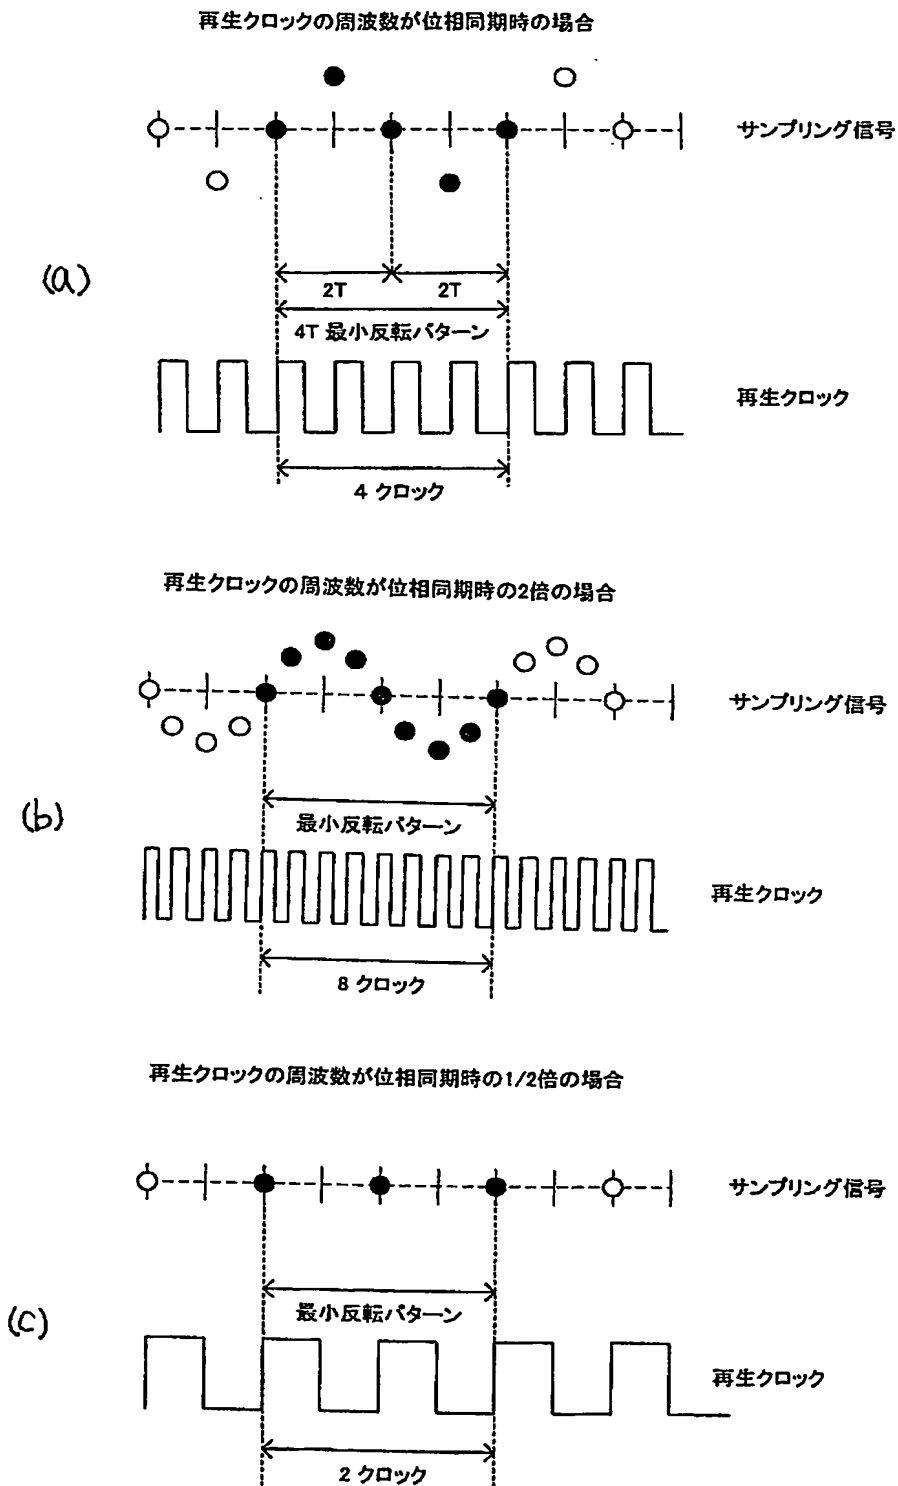 再生クロックの周波数が位相同期時の場合
サンプリング信号
(a)
2T 2T
4T 最小反転パターン
再生クロック
4 クロック
再生クロックの周波数が位相同期時の2倍の場合
サンプリング信号
(b)
最小反転パターン
再生クロック
8 クロック
再生クロックの周波数が位相同期時の1/2倍の場合
サンプリング信号
(c)
最小反転パターン
再生クロック
2 クロック